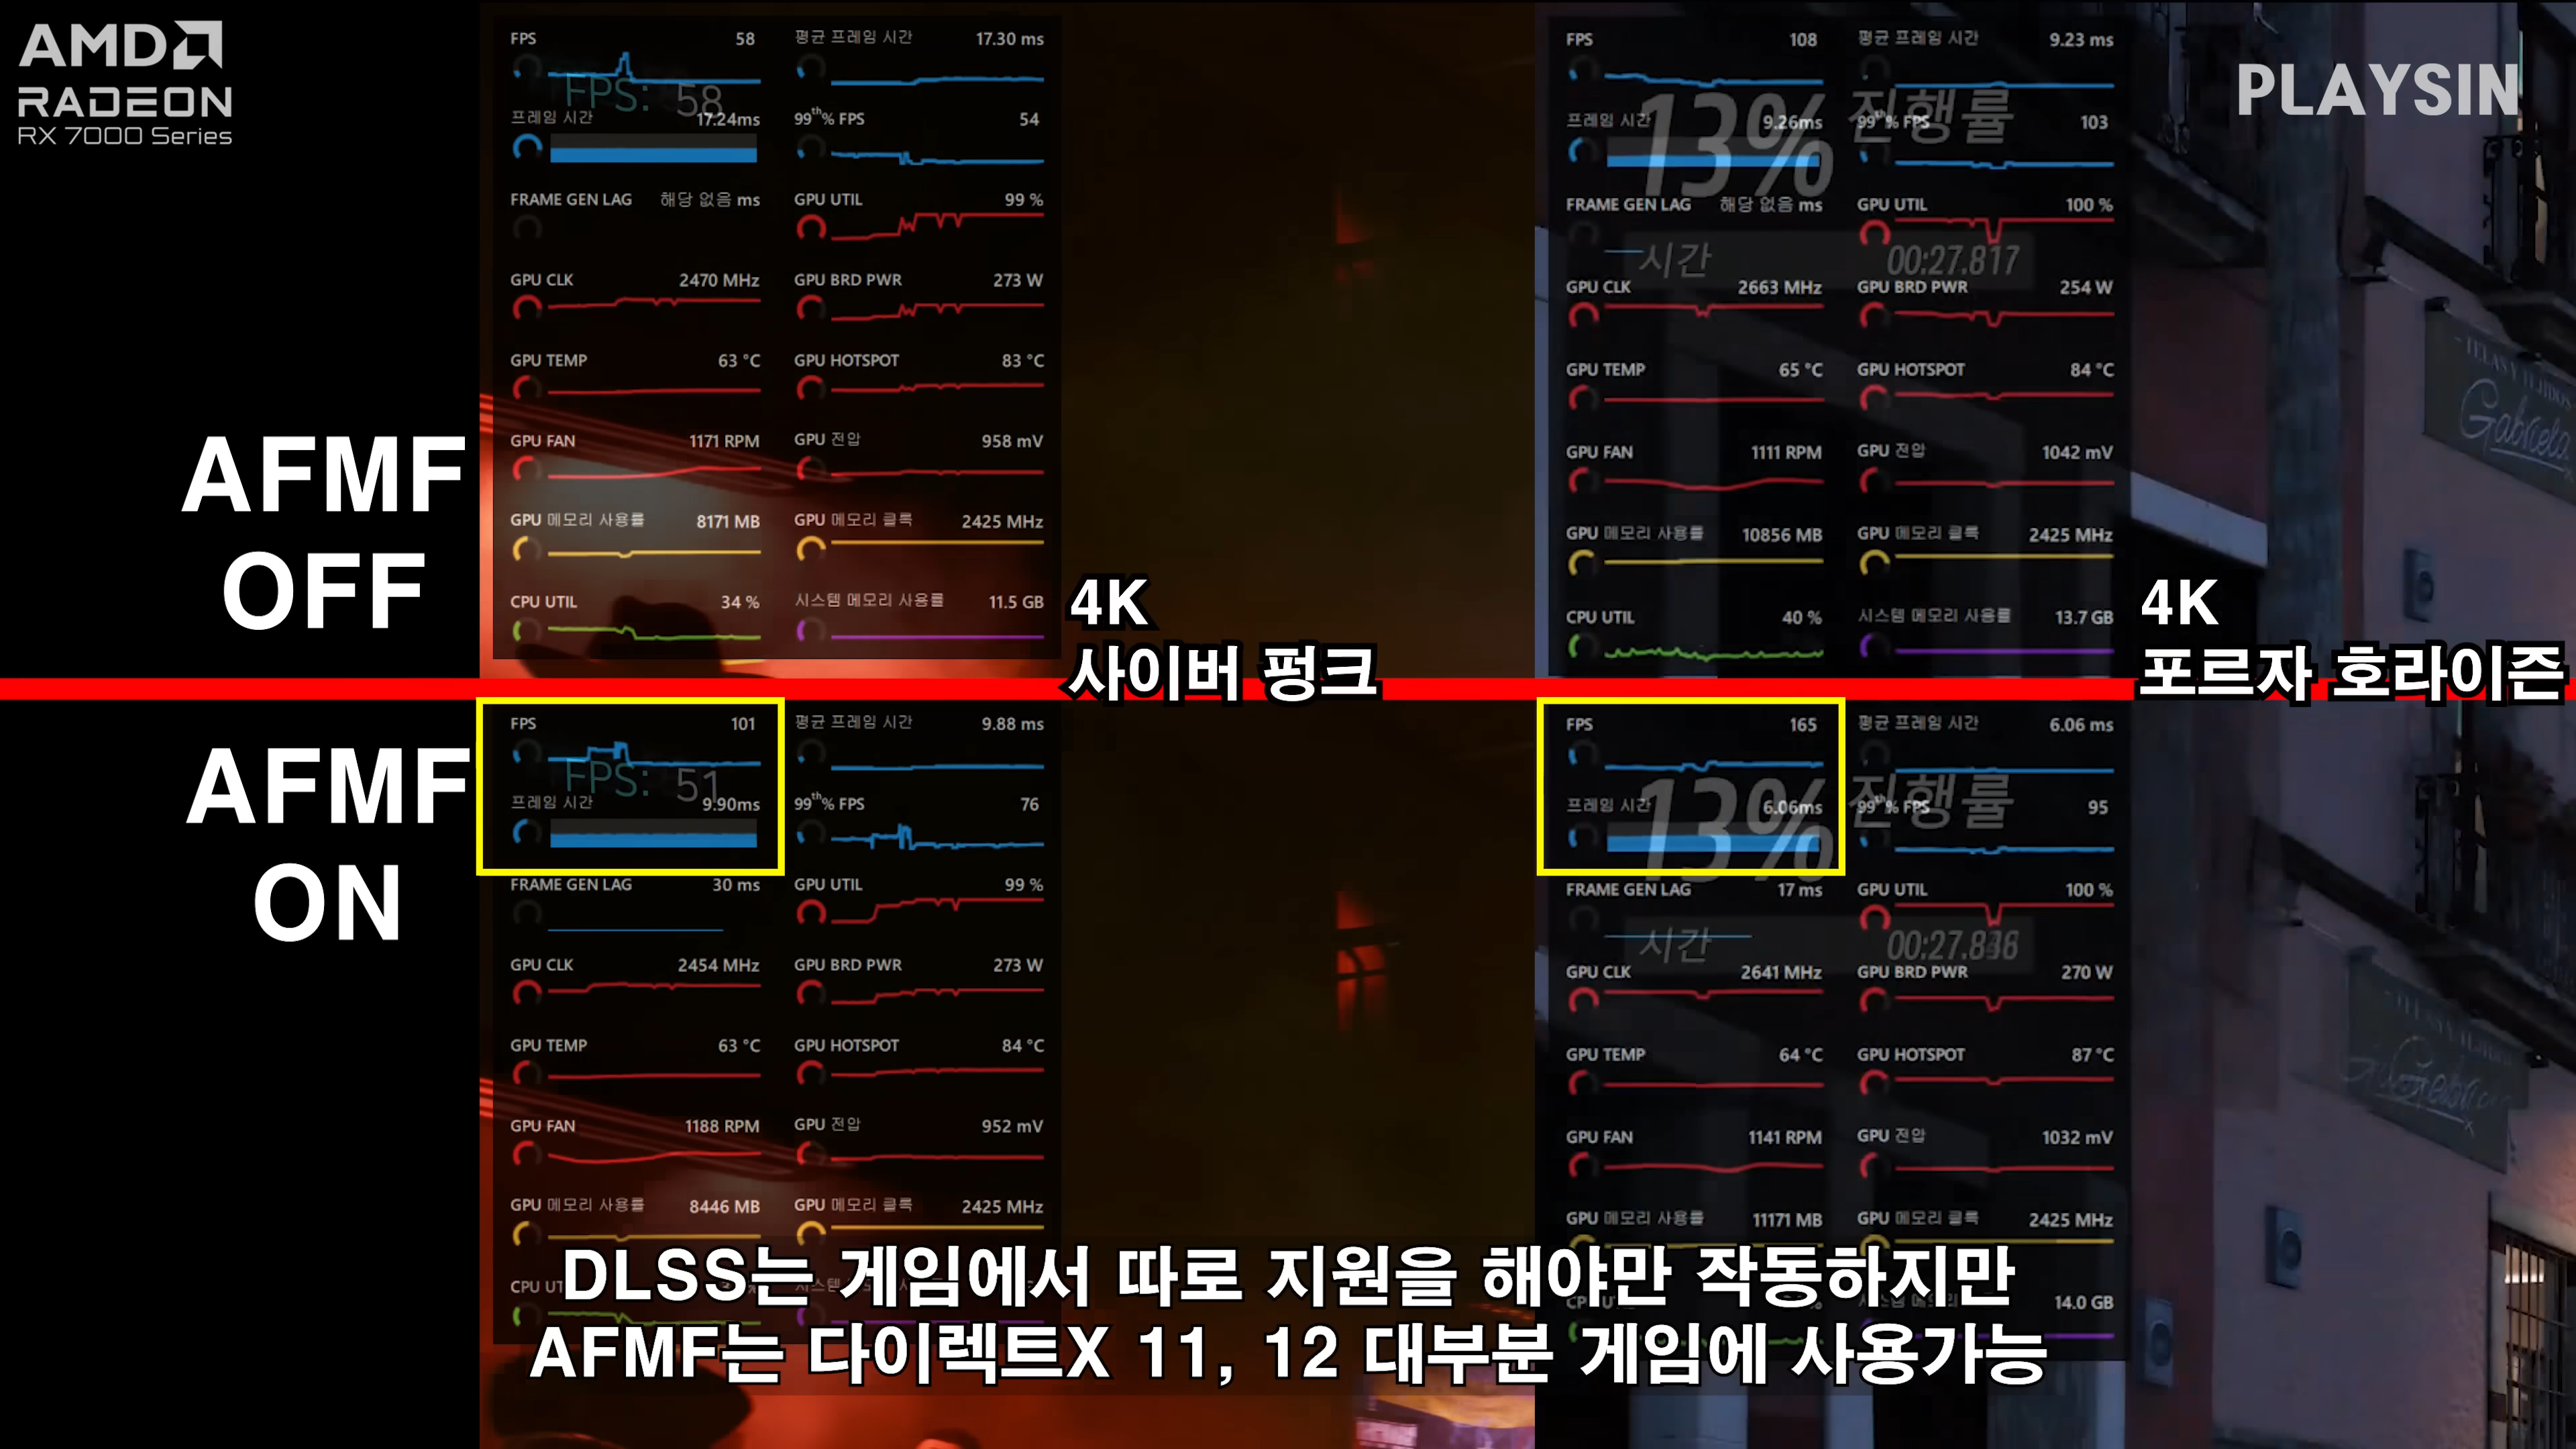 AMD
RADEON
RX 7000 Series
PLAYSIN
AFMF
OFF
FPS 58 평균 프레임 시간 17.30 ms
FPS: 58
프레임 시간 17.24ms 99th% FPS 54
FRAME GEN LAG 해당 없음 ms GPU UTIL 99 %
GPU CLK 2470 MHz GPU BRD PWR 273 W
GPU TEMP 63 °C GPU HOTSPOT 83 °C
GPU FAN 1171 RPM GPU 전압 958 mV
GPU 메모리 사용률 8171 MB GPU 메모리 클록 2425 MHz
CPU UTIL 34 % 시스템 메모리 사용률 11.5 GB
4K
사이버 펑크
FPS 108 평균 프레임 시간 9.23 ms
13% 진행률
프레임 시간 9.26ms 99th% FPS 103
FRAME GEN LAG 해당 없음 ms GPU UTIL 100 %
시간 00:27.817
GPU CLK 2663 MHz GPU BRD PWR 254 W
GPU TEMP 65 °C GPU HOTSPOT 84 °C
GPU FAN 1111 RPM GPU 전압 1042 mV
GPU 메모리 사용률 10856 MB GPU 메모리 클록 2425 MHz
CPU UTIL 40 % 시스템 메모리 사용률 13.7 GB
Gabriela
4K
포르자 호라이즌
AFMF
ON
FPS 101 평균 프레임 시간 9.88 ms
FPS: 51
프레임 시간 9.90ms 99th% FPS 76
FRAME GEN LAG 30 ms GPU UTIL 99 %
GPU CLK 2454 MHz GPU BRD PWR 273 W
GPU TEMP 63 °C GPU HOTSPOT 84 °C
GPU FAN 1188 RPM GPU 전압 952 mV
GPU 메모리 사용률 8446 MB GPU 메모리 클록 2425 MHz
FPS 165 평균 프레임 시간 6.06 ms
13% 진행률
프레임 시간 6.06ms 99th% FPS 95
FRAME GEN LAG 17 ms GPU UTIL 100 %
시간
GPU CLK 2641 MHz GPU BRD PWR 270 W
GPU TEMP 64 °C GPU HOTSPOT 87 °C
GPU FAN 1141 RPM GPU 전압 1032 mV
GPU 메모리 사용률 11171 MB GPU 메모리 클록 2425 MHz
14.0 GB
DLSS는 게임에서 따로 지원을 해야만 작동하지만
AFMF는 다이렉트X 11, 12 대부분 게임에 사용가능